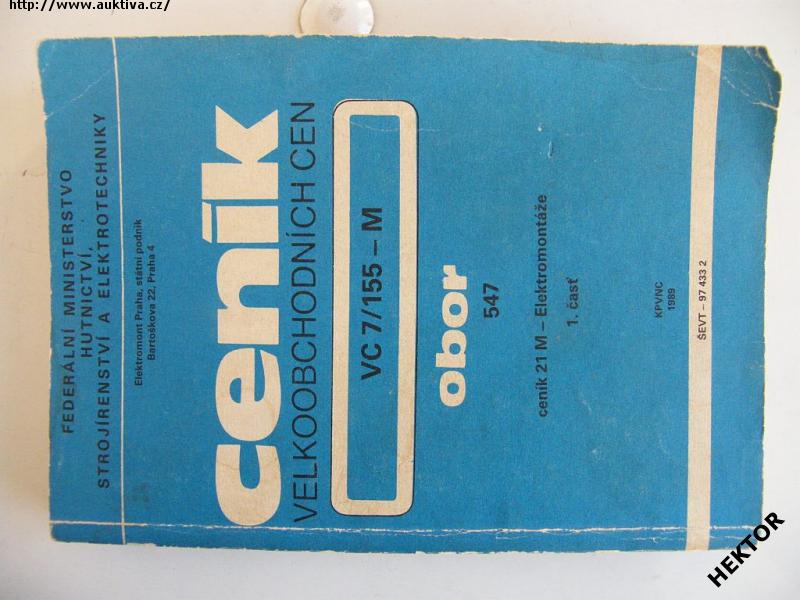 http://www.auktiva.cz/
FEDERÁLNÍ MINISTERSTVO
HUTNICTVÍ,
STROJÍRENSTVÍ A ELEKTROTECHNIKY
Elektromont Praha, státní podnik
Bartoškova 22, Praha 4
ceník
VELKOOBCHODNÍCH CEN
VC 7/155 – M
obor
547
ceník 21 M – Elektromontáže
1. časť
KPVNC
1989
ŠEVT – 97 433 2
HEKTOR